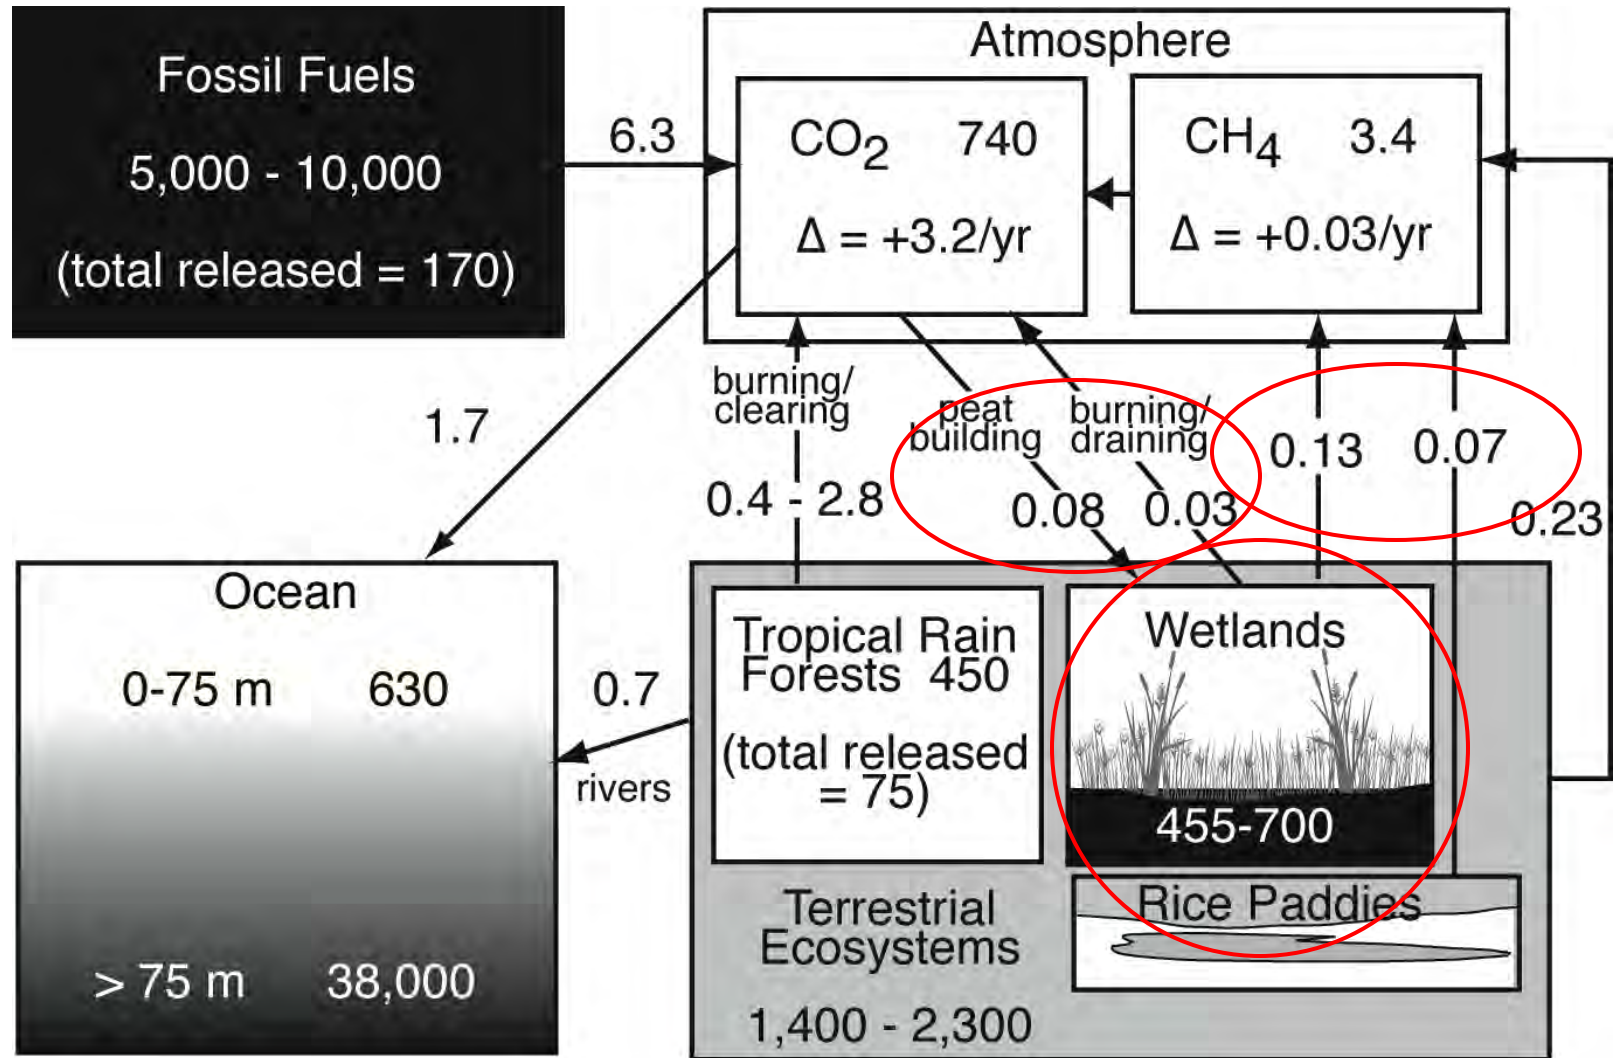 Fossil Fuels
5,000 - 10,000
(total released = 170)
6.3
Atmosphere
CO2 740
Δ = +3.2/yr
CH4 3.4
Δ = +0.03/yr
1.7
burning/
clearing
0.4 - 2.8
peat
building
0.08
burning/
draining
0.03
0.13
0.07
0.23
Ocean
0-75 m 630
> 75 m 38,000
0.7
rivers
Tropical Rain
Forests 450
(total released
= 75)
Wetlands
455-700
Rice Paddies
Terrestrial
Ecosystems
1,400 - 2,300